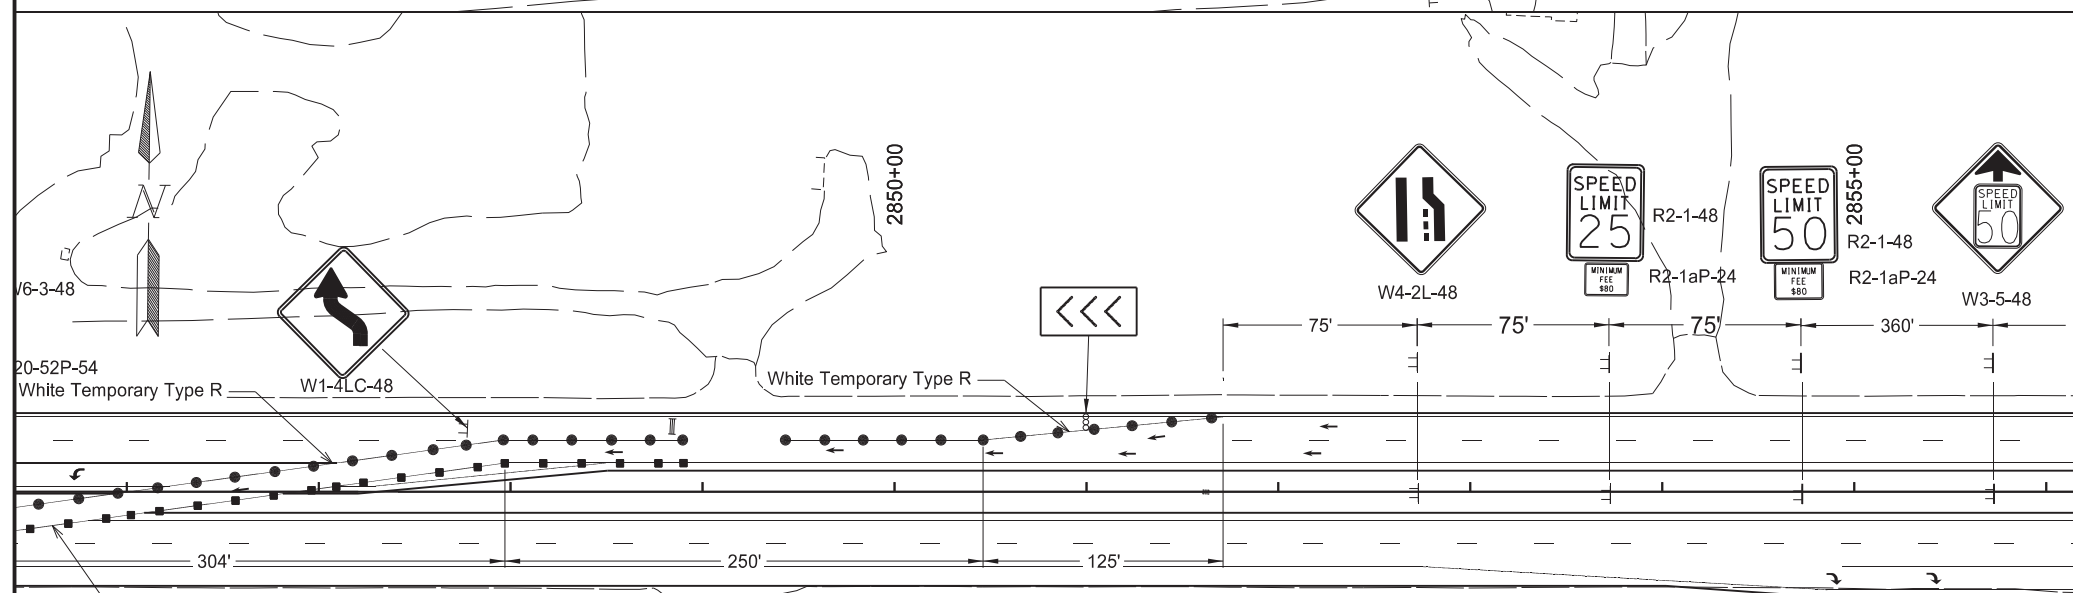 N
2850+00
2855+00
SPEED
LIMIT
25
MINIMUM
FEE
$80
R2-1-48
R2-1aP-24
SPEED
LIMIT
50
MINIMUM
FEE
$80
R2-1-48
R2-1aP-24
SPEED
LIMIT
50
W3-5-48
W4-2L-48
6-3-48
20-52P-54
White Temporary Type R
W1-4LC-48
White Temporary Type R
75'
75'
75'
360'
304'
250'
125'